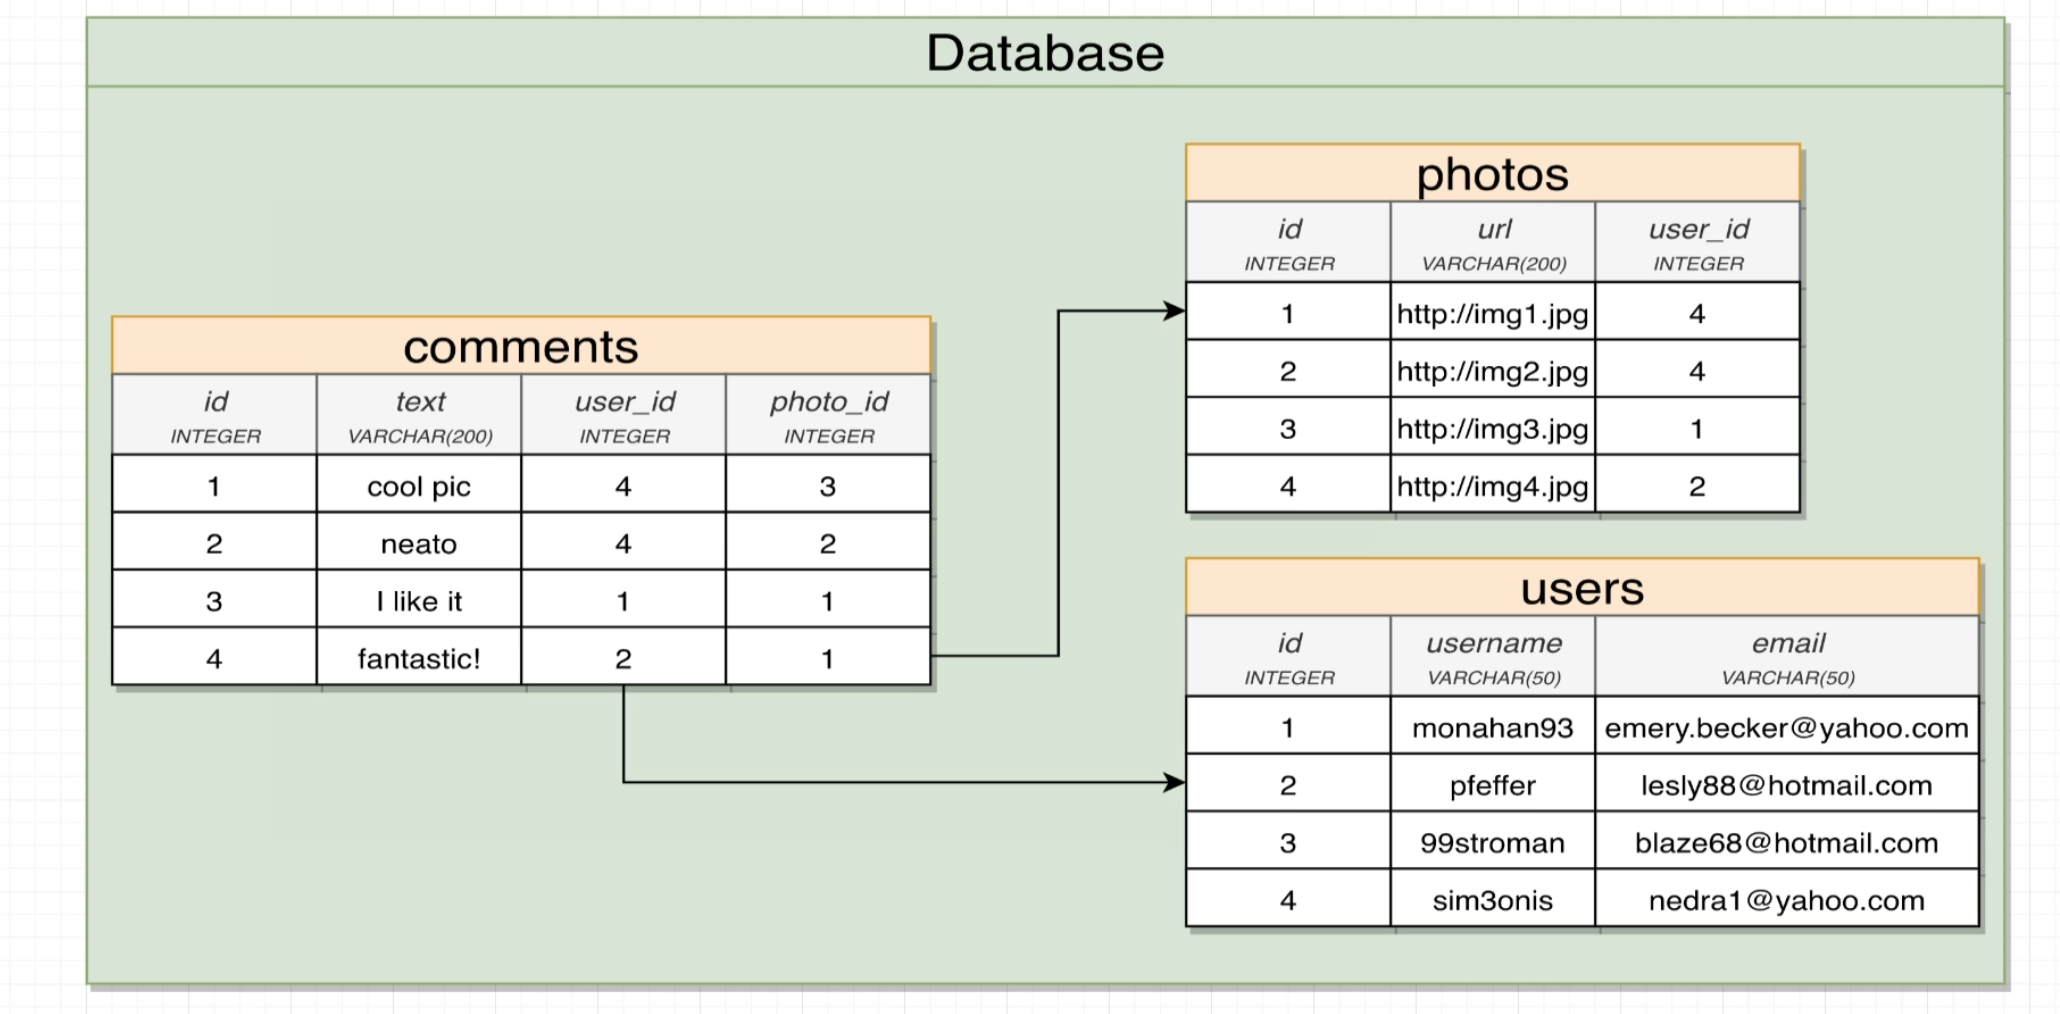 Database
comments
id text user_id photo_id
INTEGER VARCHAR(200) INTEGER INTEGER
1 cool pic 4 3
2 neato 4 2
3 I like it 1 1
4 fantastic! 2 1
photos
id url user_id
INTEGER VARCHAR(200) INTEGER
1 http://img1.jpg 4
2 http://img2.jpg 4
3 http://img3.jpg 1
4 http://img4.jpg 2
users
id username email
INTEGER VARCHAR(50) VARCHAR(50)
1 monahan93 emery.becker@yahoo.com
2 pfeffer lesly88@hotmail.com
3 99stroman blaze68@hotmail.com
4 sim3onis nedra1@yahoo.com